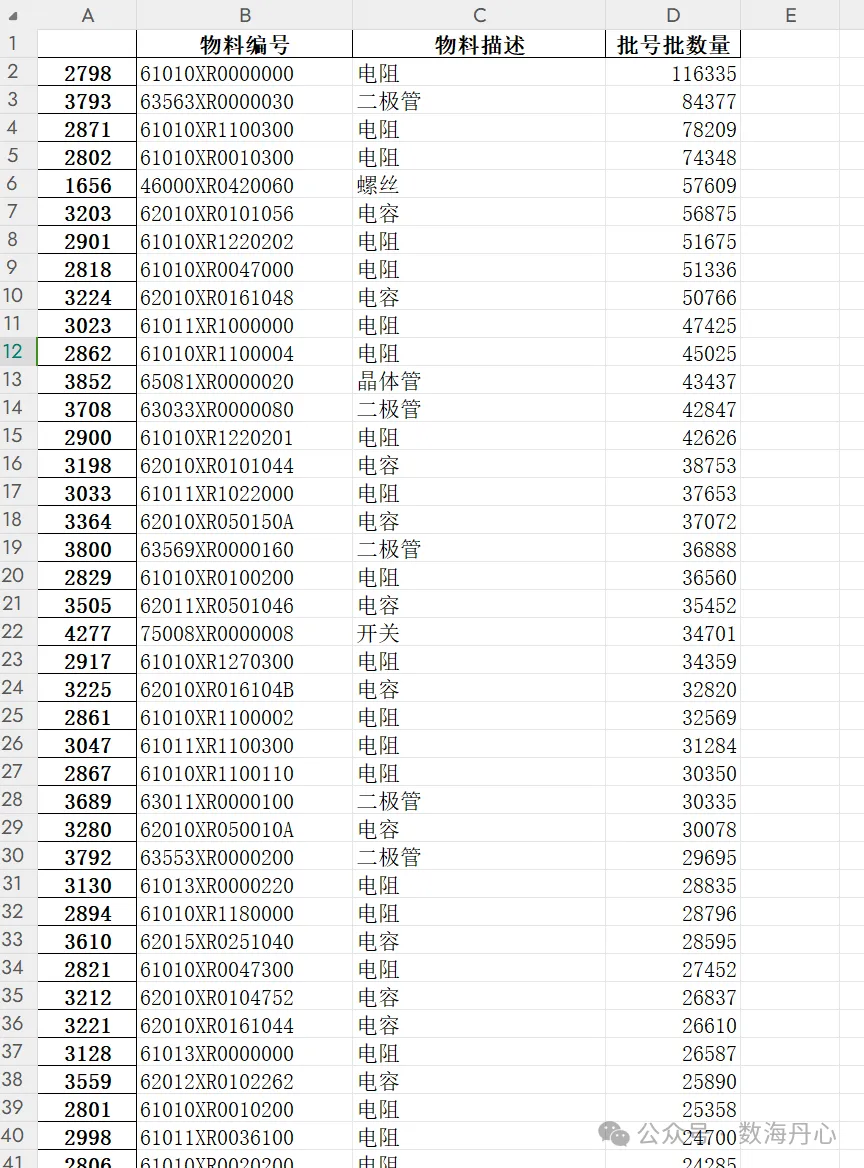 A B C D E
1 物料编号 物料描述 批号批数量
2 2798 61010XR0000000 电阻 116335
3 3793 63563XR0000030 二极管 84377
4 2871 61010XR1100300 电阻 78209
5 2802 61010XR0010300 电阻 74348
6 1656 46000XR0420060 螺丝 57609
7 3203 62010XR0101056 电容 56875
8 2901 61010XR1220202 电阻 51675
9 2818 61010XR0047000 电阻 51336
10 3224 62010XR0161048 电容 50766
11 3023 61011XR1000000 电阻 47425
12 2862 61010XR1100004 电阻 45025
13 3852 65081XR0000020 晶体管 43437
14 3708 63033XR0000080 二极管 42847
15 2900 61010XR1220201 电阻 42626
16 3198 62010XR0101044 电容 38753
17 3033 61011XR1022000 电阻 37653
18 3364 62010XR050150A 电容 37072
19 3800 63569XR0000160 二极管 36888
20 2829 61010XR0100200 电阻 36560
21 3505 62011XR0501046 电容 35452
22 4277 75008XR0000008 开关 34701
23 2917 61010XR1270300 电阻 34359
24 3225 62010XR016104B 电容 32820
25 2861 61010XR1100002 电阻 32569
26 3047 61011XR1100300 电阻 31284
27 2867 61010XR1100110 电阻 30350
28 3689 63011XR0000100 二极管 30335
29 3280 62010XR050010A 电容 30078
30 3792 63553XR0000200 二极管 29695
31 3130 61013XR0000220 电阻 28835
32 2894 61010XR1180000 电阻 28796
33 3610 62015XR0251040 电容 28595
34 2821 61010XR0047300 电阻 27452
35 3212 62010XR0104752 电容 26837
36 3221 62010XR0161044 电容 26610
37 3128 61013XR0000000 电阻 26587
38 3559 62012XR0102262 电容 25890
39 2801 61010XR0010200 电阻 25358
40 2998 61011XR0036100 电阻 24700
公众号 · 数海丹心
41 2806 61010XR0020200 电阻 24285